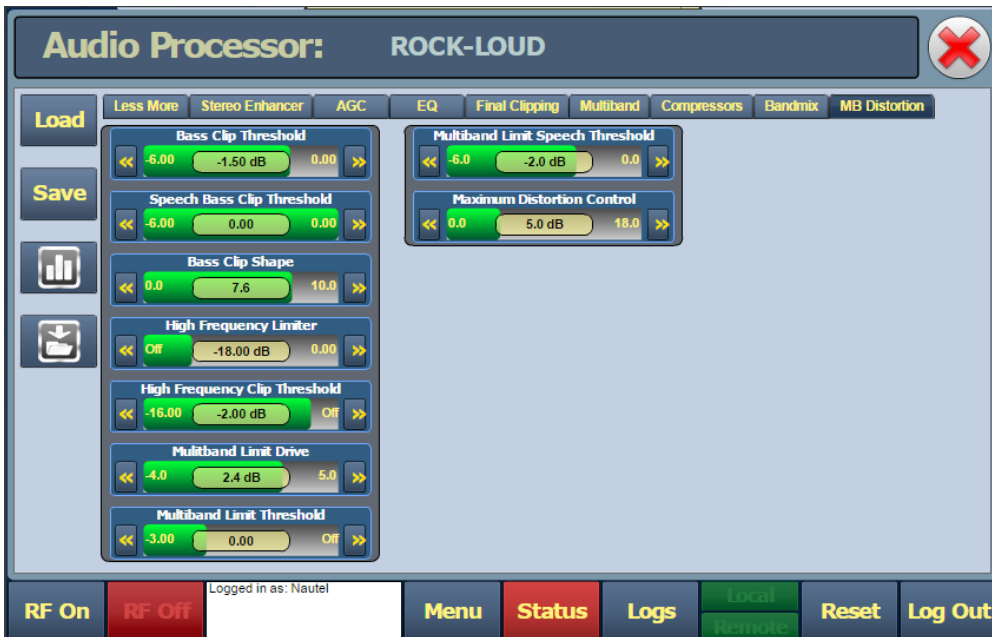 Audio Processor: ROCK-LOUD
Load
Save
Less More Stereo Enhancer AGC EQ Final Clipping Multiband Compressors Bandmix MB Distortion
Bass Clip Threshold
« -6.00 -1.50 dB 0.00 »
Speech Bass Clip Threshold
« -6.00 0.00 0.00 »
Bass Clip Shape
« 0.0 7.6 10.0 »
High Frequency Limiter
« Off -18.00 dB 0.00 »
High Frequency Clip Threshold
« -16.00 -2.00 dB Off »
Mulitband Limit Drive
« -4.0 2.4 dB 5.0 »
Multiband Limit Threshold
« -3.00 0.00 Off »
Multiband Limit Speech Threshold
« -6.0 -2.0 dB 0.0 »
Maximum Distortion Control
« 0.0 5.0 dB 18.0 »
RF On
RF Off
Logged in as: Nautel
Menu
Status
Logs
Local
Remote
Reset
Log Out